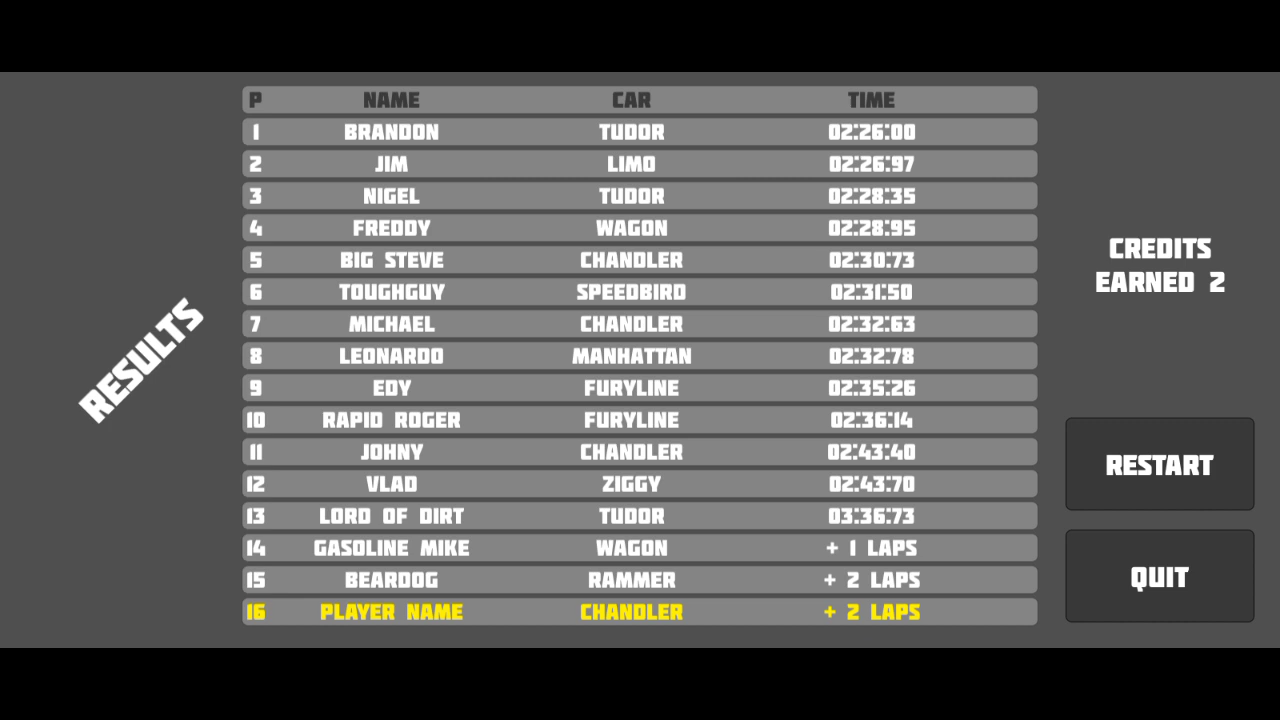 RESULTS
P NAME CAR TIME
1 BRANDON TUDOR 02:26:00
2 JIM LIMO 02:26:97
3 NIGEL TUDOR 02:28:35
4 FREDDY WAGON 02:28:95
5 BIG STEVE CHANDLER 02:30:73
6 TOUGHGUY SPEEDBIRD 02:31:50
7 MICHAEL CHANDLER 02:32:63
8 LEONARDO MANHATTAN 02:32:78
9 EDY FURYLINE 02:35:26
10 RAPID ROGER FURYLINE 02:36:14
11 JOHNY CHANDLER 02:43:40
12 VLAD ZIGGY 02:43:70
13 LORD OF DIRT TUDOR 03:36:73
14 GASOLINE MIKE WAGON + 1 LAPS
15 BEARDOG RAMMER + 2 LAPS
16 PLAYER NAME CHANDLER + 2 LAPS
CREDITS
EARNED 2
RESTART
QUIT